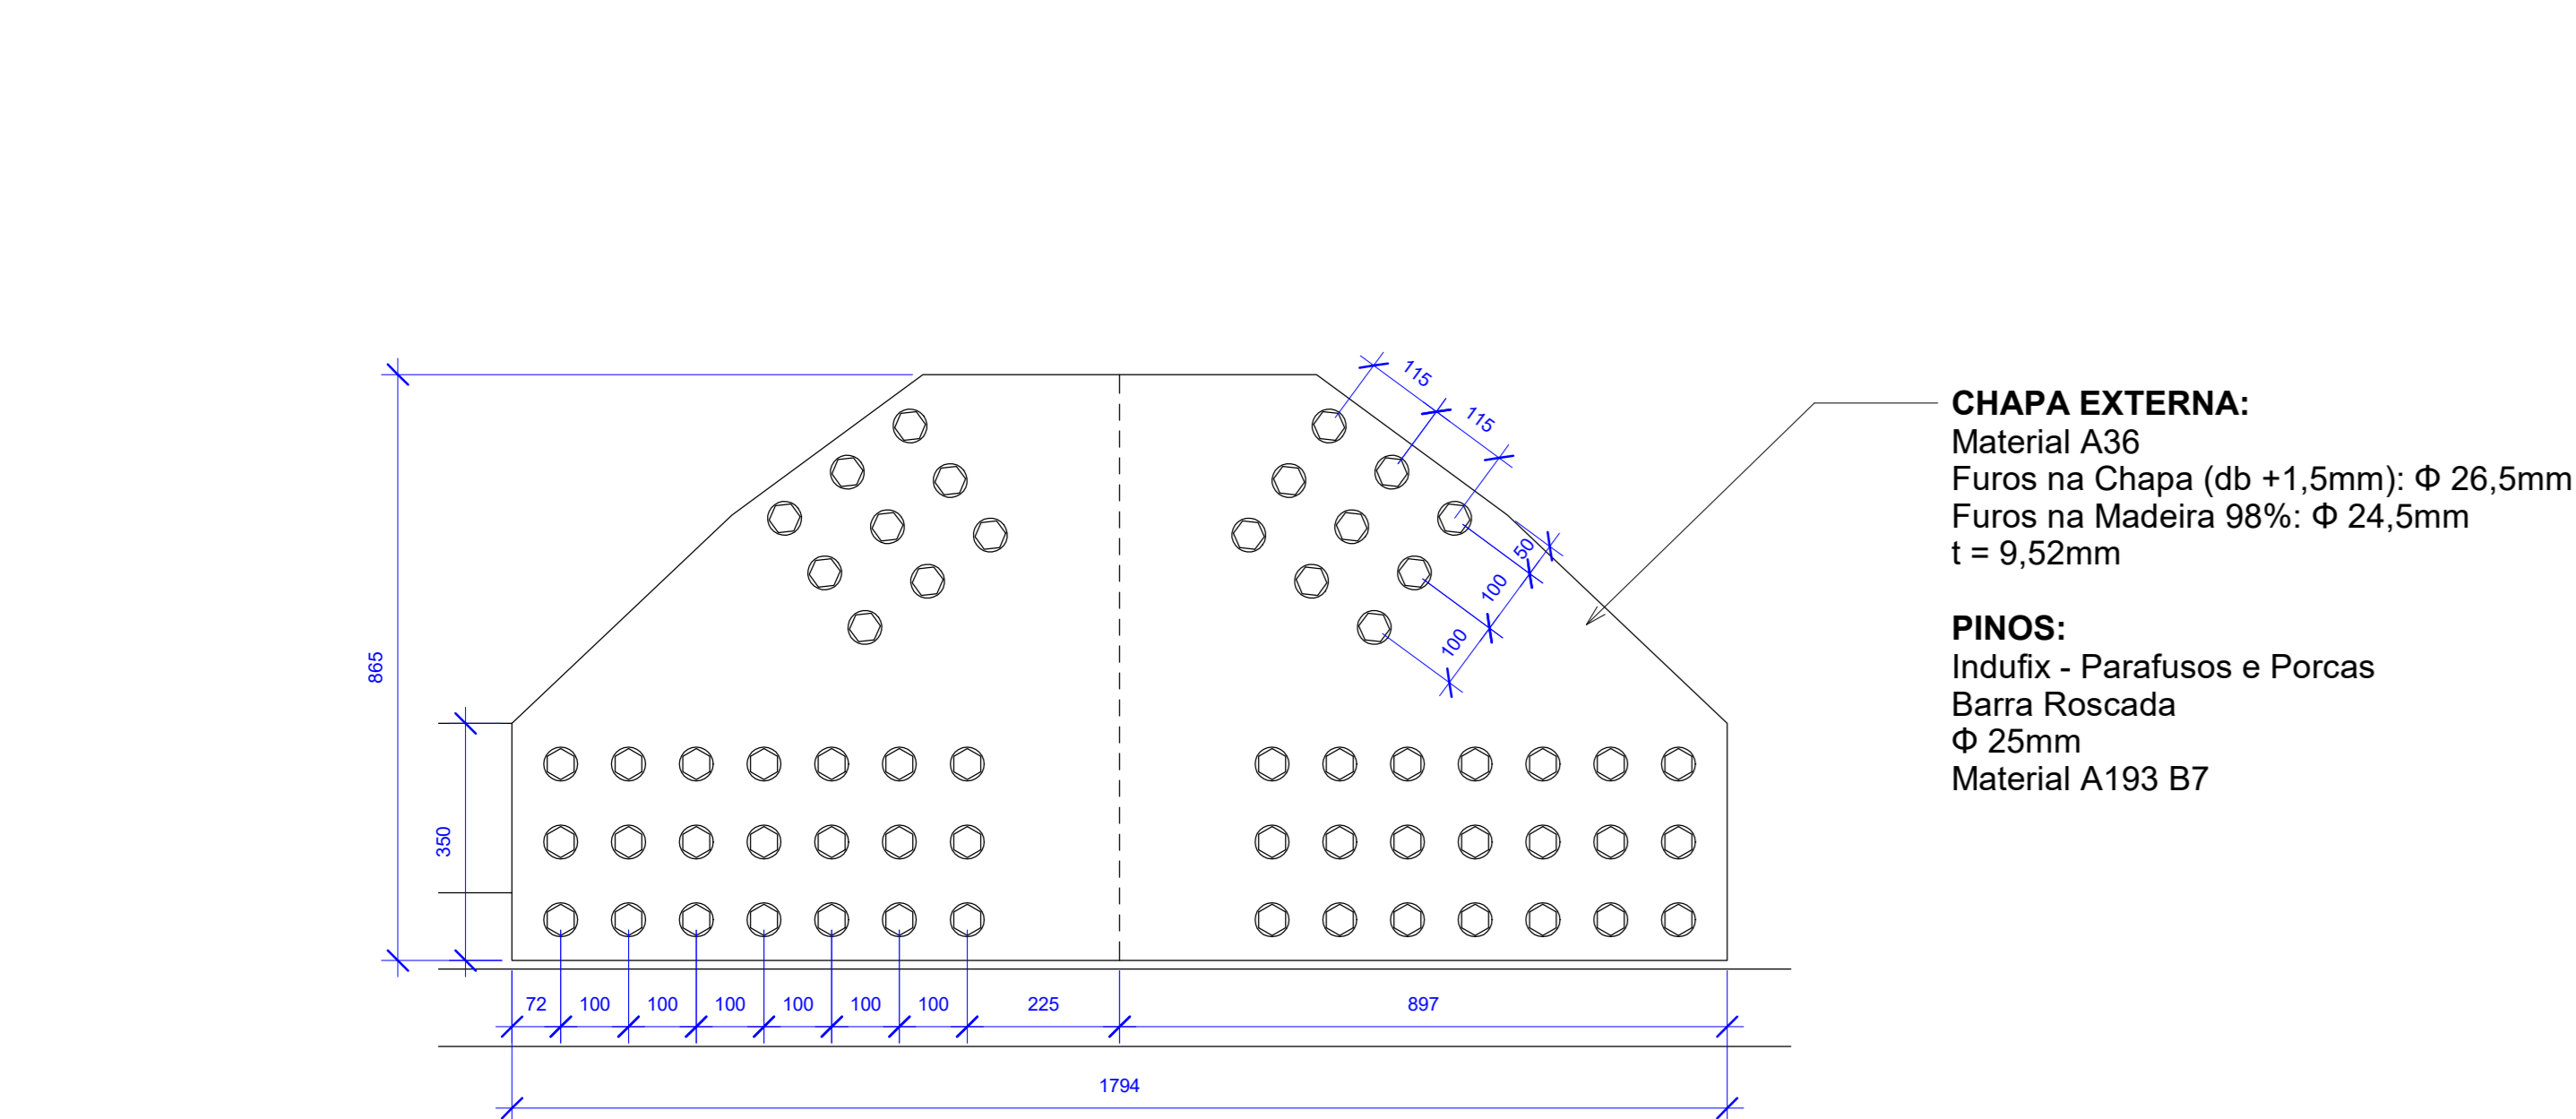 115
115
50
100
100
865
350
72 100 100 100 100 100 100 225 897
1794
CHAPA EXTERNA:
Material A36
Furos na Chapa (db +1,5mm): Φ 26,5mm
Furos na Madeira 98%: Φ 24,5mm
t = 9,52mm
PINOS:
Indufix - Parafusos e Porcas
Barra Roscada
Φ 25mm
Material A193 B7